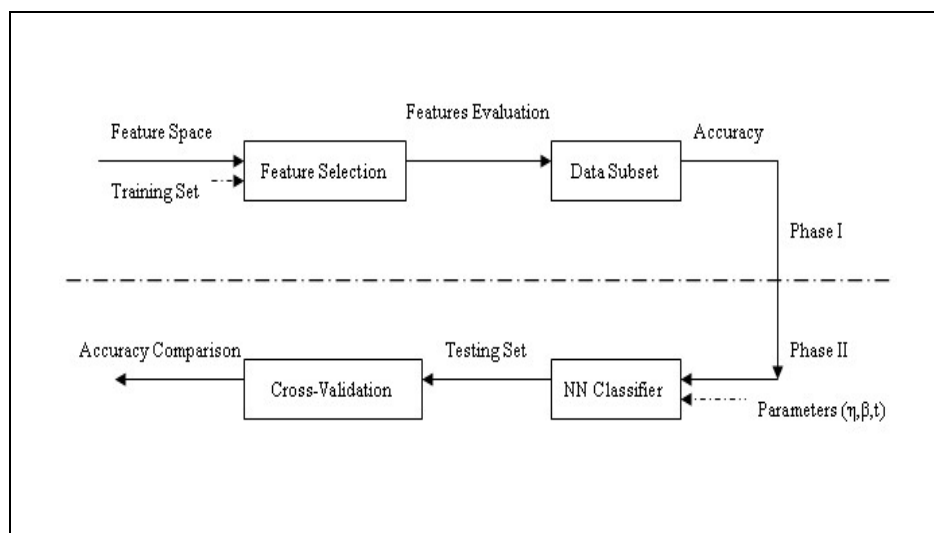 Features Evaluation
Feature Space
Accuracy
Feature Selection
Data Subset
Training Set
Phase I
Phase II
Accuracy Comparison
Testing Set
Cross-Validation
NN Classifier
Parameters (η,β,t)